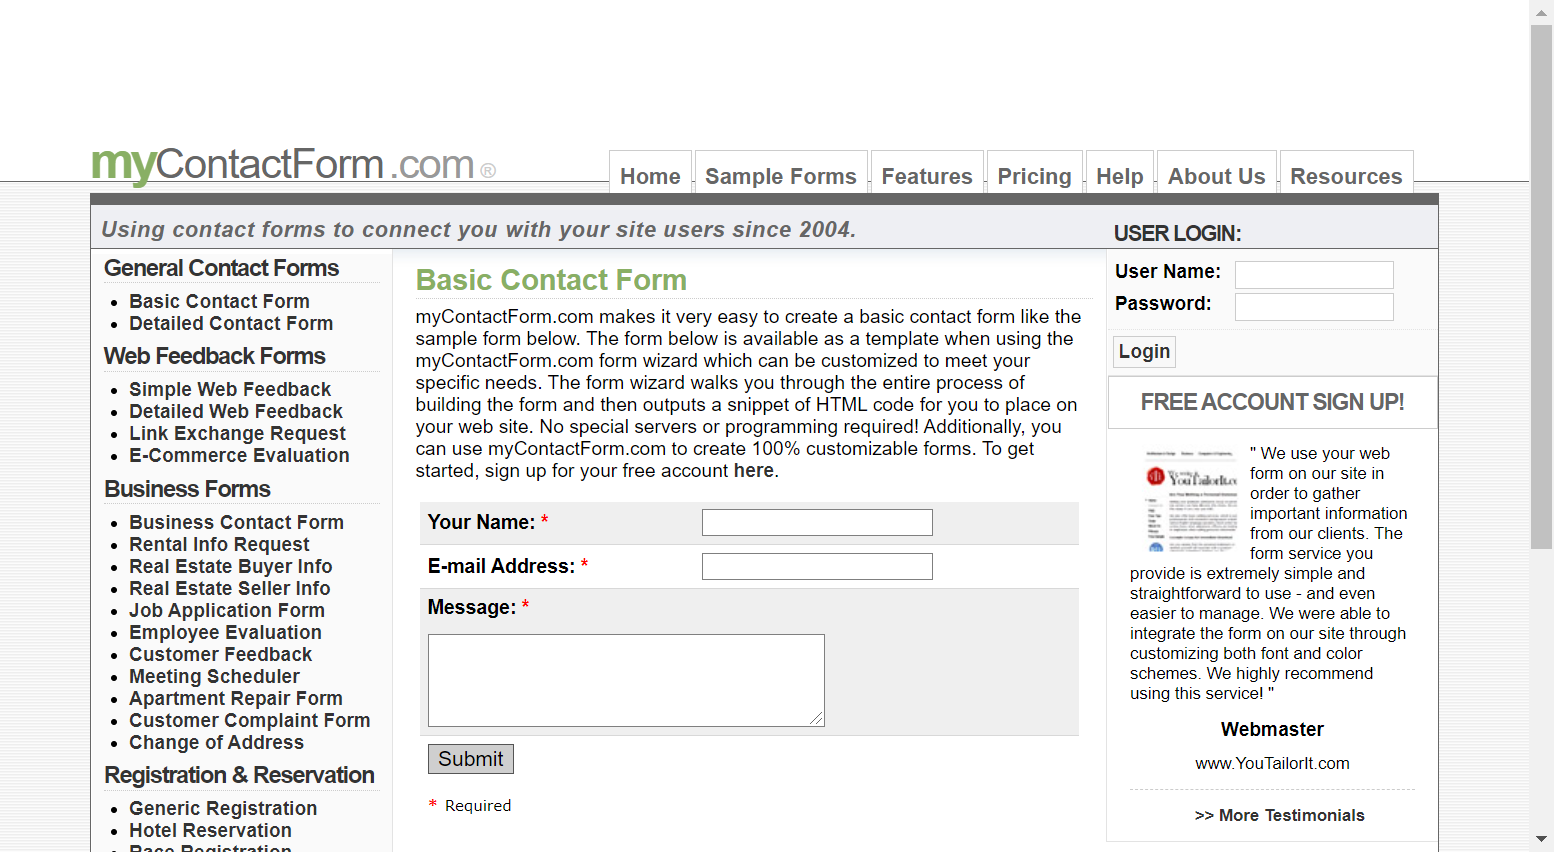 myContactForm.com®
Home
Sample Forms
Features
Pricing
Help
About Us
Resources
Using contact forms to connect you with your site users since 2004.
USER LOGIN:
General Contact Forms
Basic Contact Form
Detailed Contact Form
Web Feedback Forms
Simple Web Feedback
Detailed Web Feedback
Link Exchange Request
E-Commerce Evaluation
Business Forms
Business Contact Form
Rental Info Request
Real Estate Buyer Info
Real Estate Seller Info
Job Application Form
Employee Evaluation
Customer Feedback
Meeting Scheduler
Apartment Repair Form
Customer Complaint Form
Change of Address
Registration & Reservation
Generic Registration
Hotel Reservation
Race Registration
Basic Contact Form
myContactForm.com makes it very easy to create a basic contact form like the
sample form below. The form below is available as a template when using the
myContactForm.com form wizard which can be customized to meet your
specific needs. The form wizard walks you through the entire process of
building the form and then outputs a snippet of HTML code for you to place on
your web site. No special servers or programming required! Additionally, you
can use myContactForm.com to create 100% customizable forms. To get
started, sign up for your free account here.
Your Name: *
E-mail Address: *
Message: *
Submit
* Required
User Name:
Password:
Login
FREE ACCOUNT SIGN UP!
YouTailorIt.co
" We use your web
form on our site in
order to gather
important information
from our clients. The
form service you
provide is extremely simple and
straightforward to use - and even
easier to manage. We were able to
integrate the form on our site through
customizing both font and color
schemes. We highly recommend
using this service! "
Webmaster
www.YouTailorIt.com
>> More Testimonials